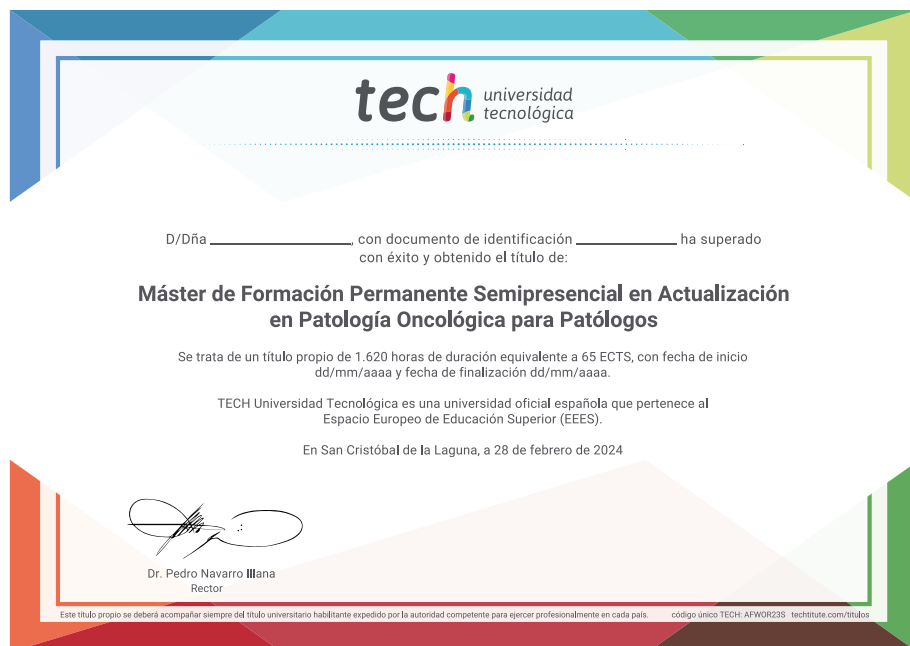 tech universidad
tecnológica
D/Dña ____________________, con documento de identificación ______________ ha superado
con éxito y obtenido el título de:
Máster de Formación Permanente Semipresencial en Actualización
en Patología Oncológica para Patólogos
Se trata de un título propio de 1.620 horas de duración equivalente a 65 ECTS, con fecha de inicio
dd/mm/aaaa y fecha de finalización dd/mm/aaaa.
TECH Universidad Tecnológica es una universidad oficial española que pertenece al
Espacio Europeo de Educación Superior (EEES).
En San Cristóbal de la Laguna, a 28 de febrero de 2024
Dr. Pedro Navarro Illana
Rector
Este título propio se deberá acompañar siempre del título universitario habilitante expedido por la autoridad competente para ejercer profesionalmente en cada país. código único TECH: AFWOR23S techtitute.com/titulos